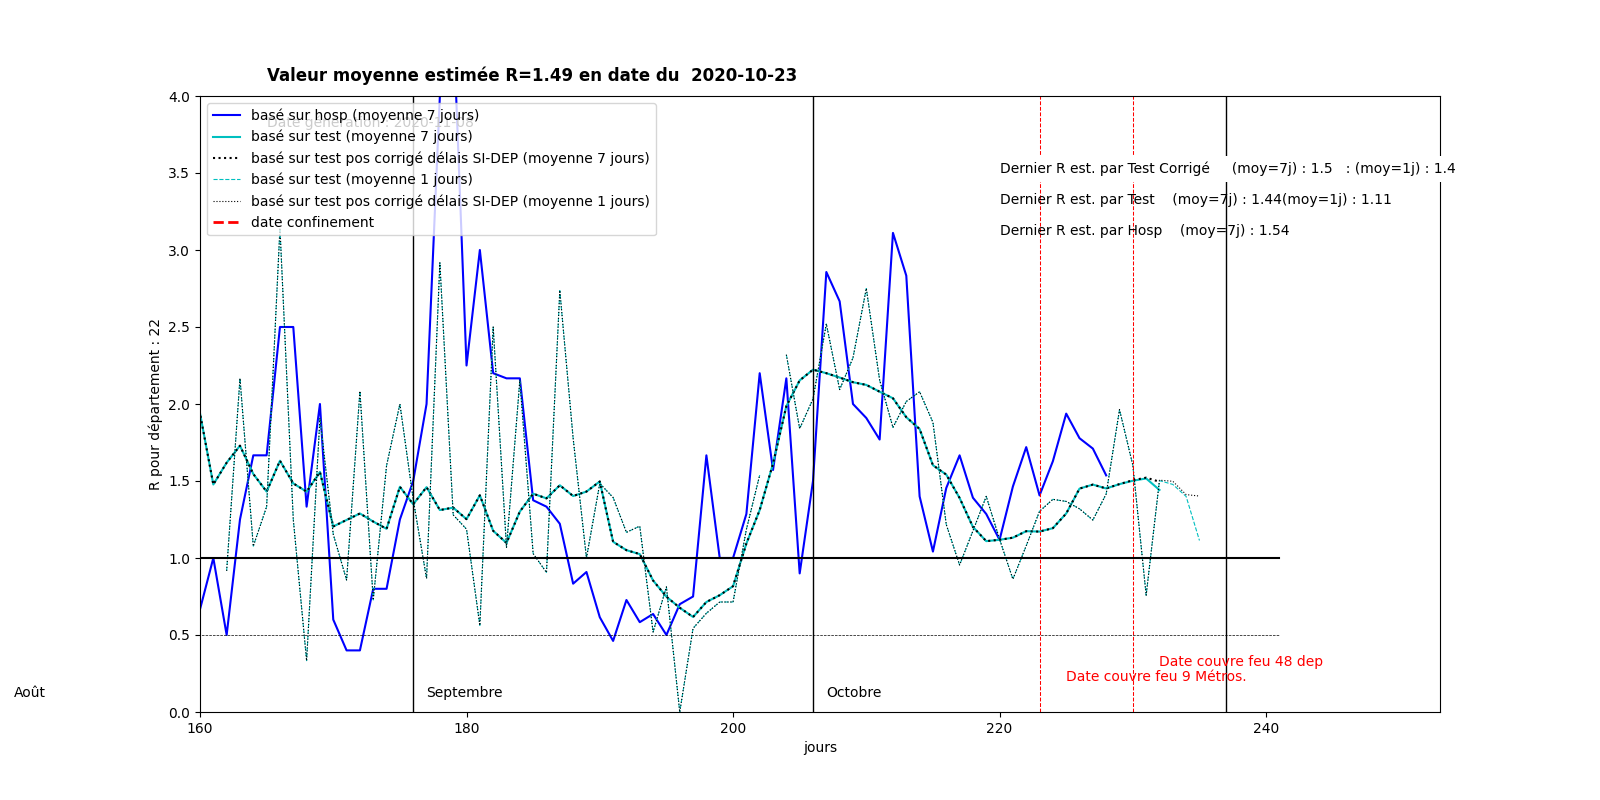 Valeur moyenne estimée R=1.49 en date du  2020-10-23
Date génération : 2020-11-08
basé sur hosp (moyenne 7 jours)
basé sur test (moyenne 7 jours)
basé sur test pos corrigé délais SI-DEP (moyenne 7 jours)
basé sur test (moyenne 1 jours)
basé sur test pos corrigé délais SI-DEP (moyenne 1 jours)
date confinement
Dernier R est. par Test Corrigé     (moy=7j) : 1.5   : (moy=1j) : 1.4
Dernier R est. par Test    (moy=7j) : 1.44(moy=1j) : 1.11
Dernier R est. par Hosp    (moy=7j) : 1.54
R pour département : 22
4.0
3.5
3.0
2.5
2.0
1.5
1.0
0.5
0.0
Date couvre feu 48 dep
Date couvre feu 9 Métros.
Août
Septembre
Octobre
160
180
200
220
240
jours